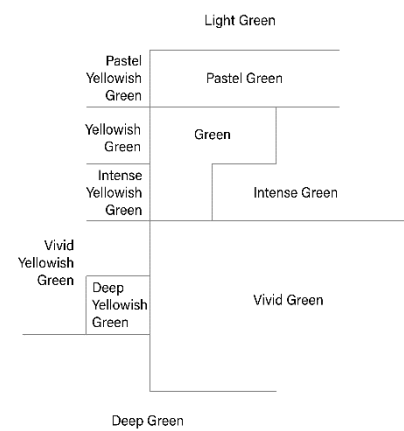 Light Green
Pastel
Yellowish
Green
Pastel Green
Yellowish
Green
Green
Intense
Yellowish
Green
Intense Green
Vivid
Yellowish
Green
Deep
Yellowish
Green
Vivid Green
Deep Green